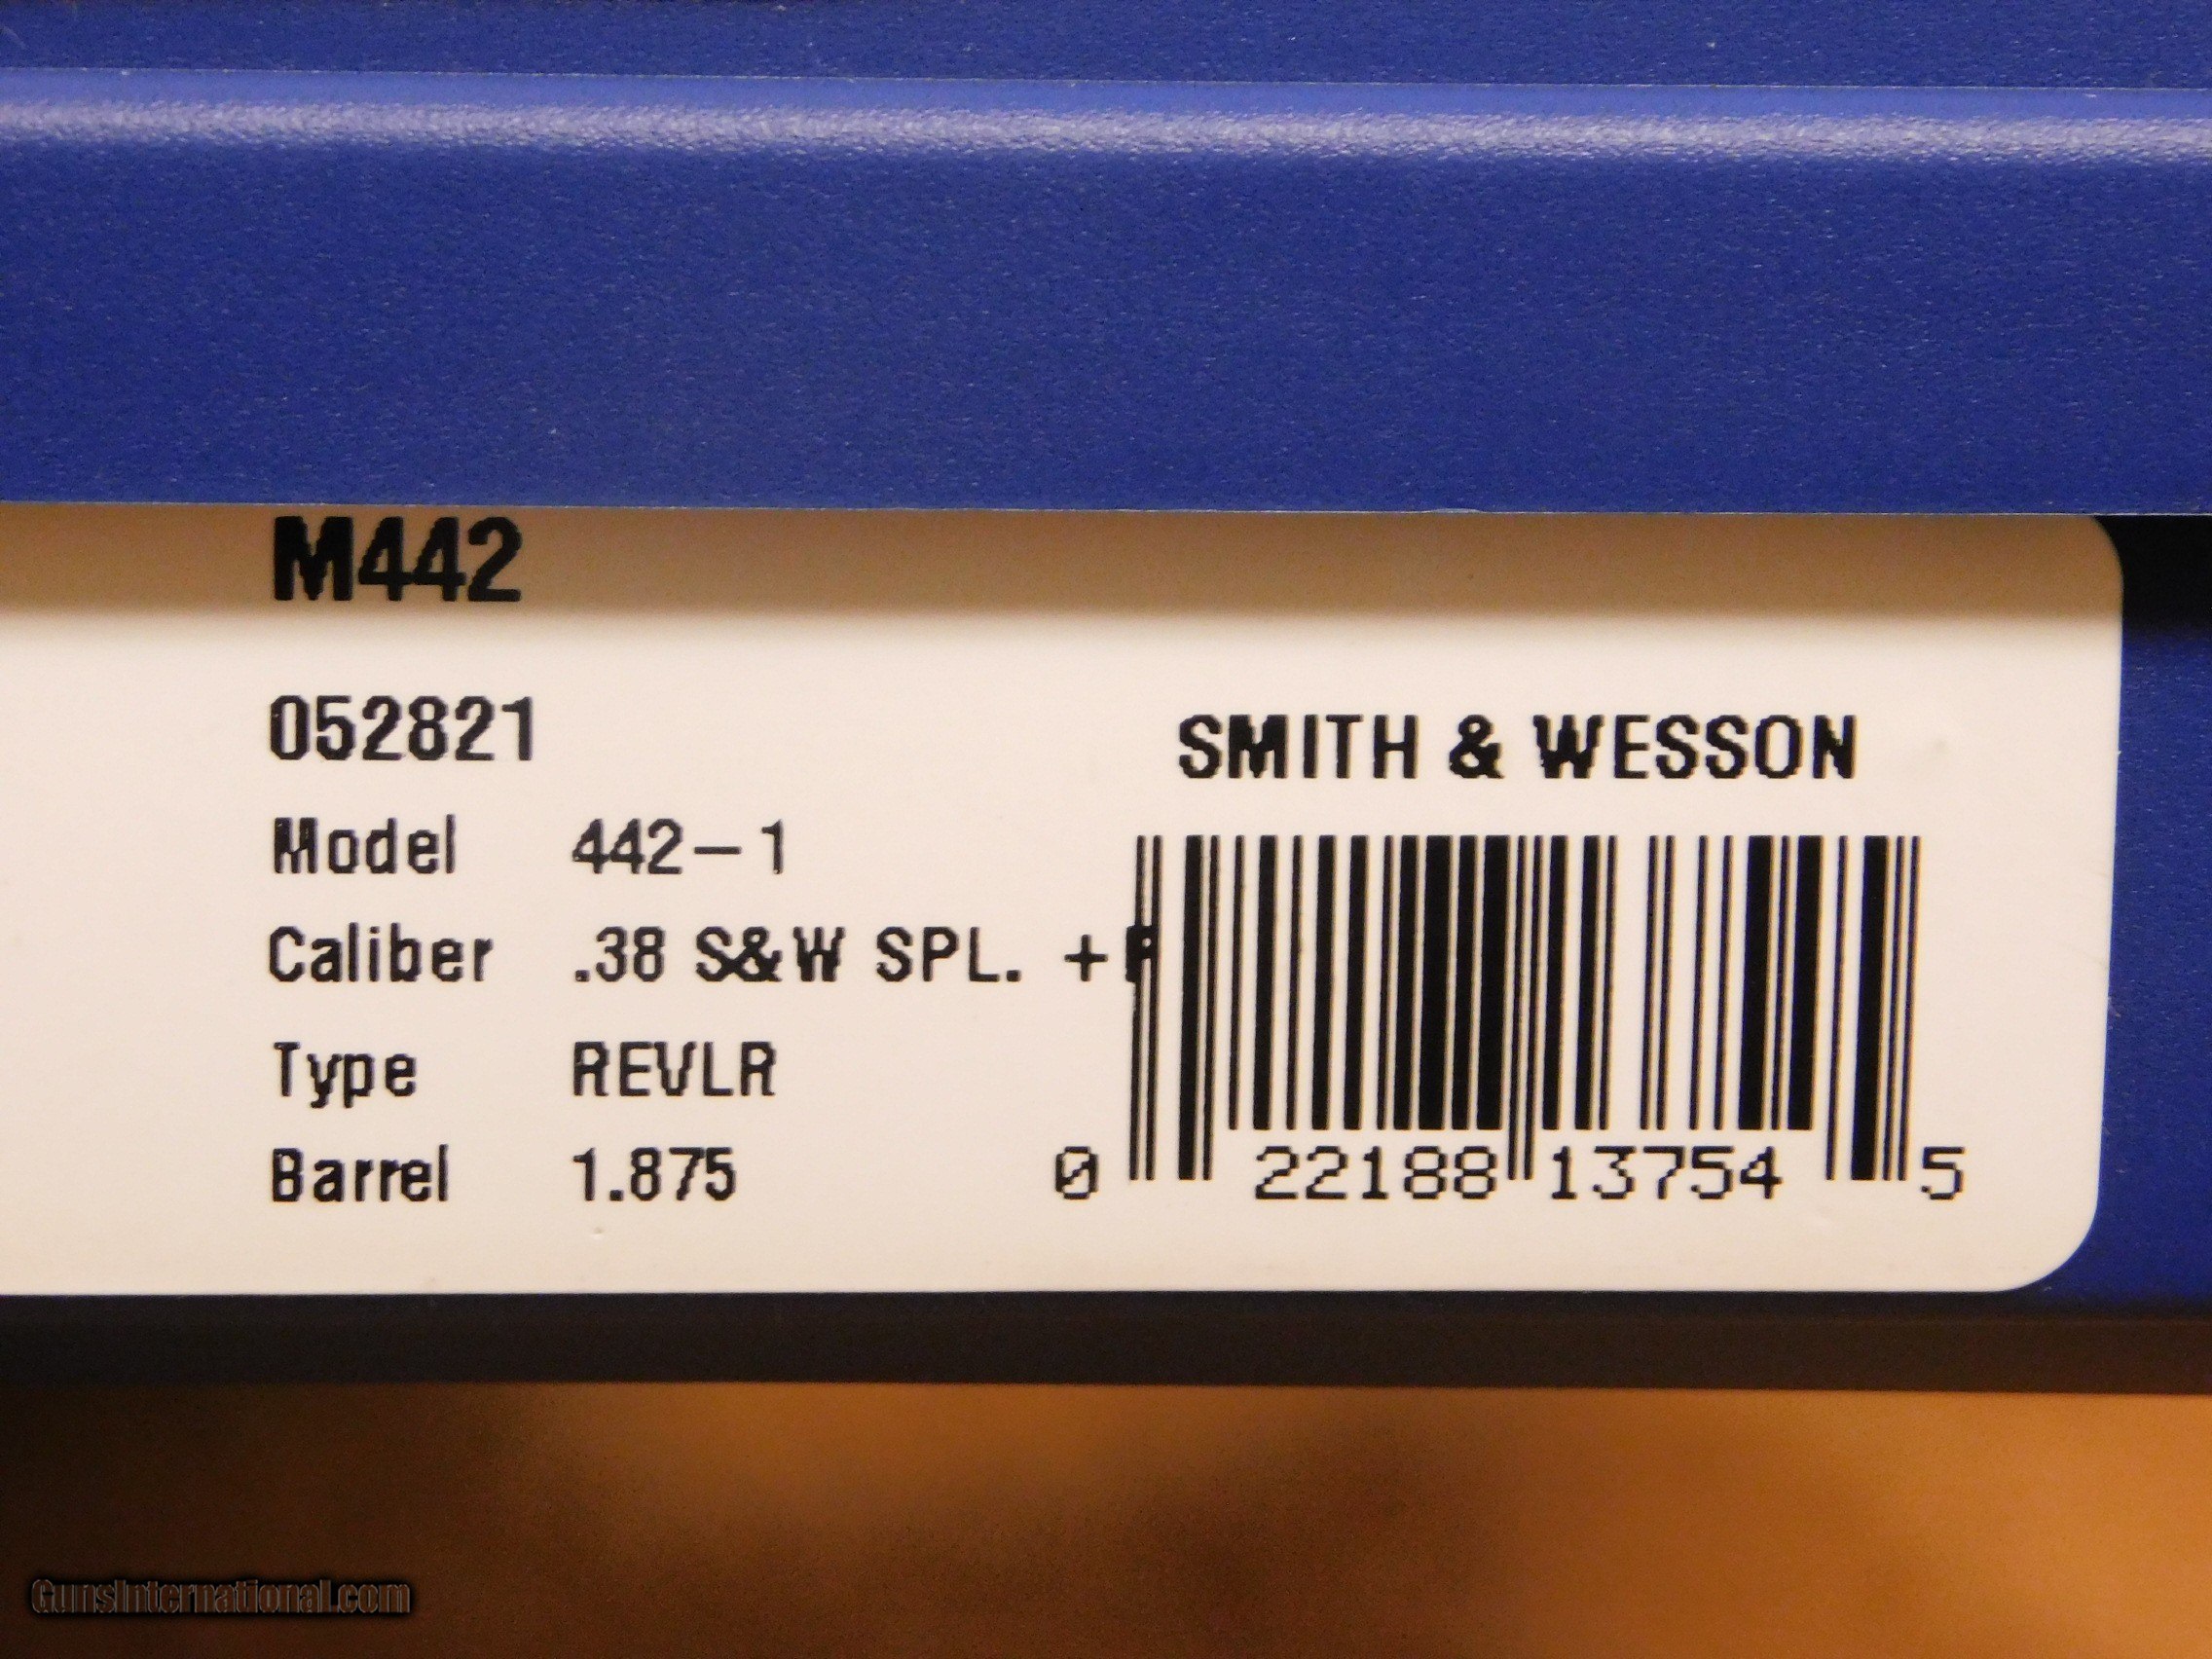 M442
052821
SMITH & WESSON
Model 442-1
Caliber .38 S&W SPL. +P
Type REVLR
Barrel 1.875
0 22188 13754 5
GunsInternational.com